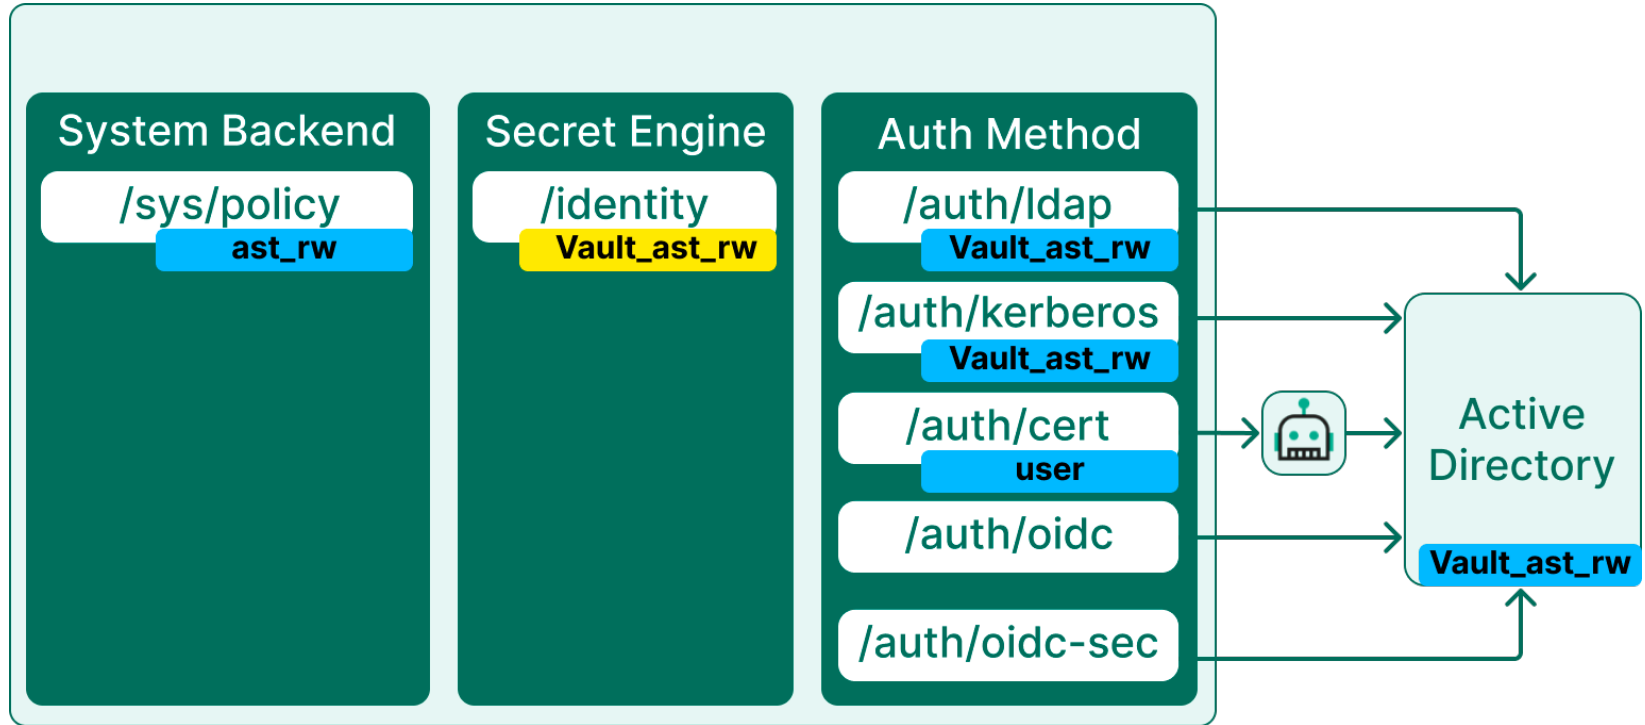 System Backend
/sys/policy
ast_rw
Secret Engine
/identity
Vault_ast_rw
Auth Method
/auth/ldap
Vault_ast_rw
/auth/kerberos
Vault_ast_rw
/auth/cert
user
/auth/oidc
/auth/oidc-sec
Active
Directory
Vault_ast_rw